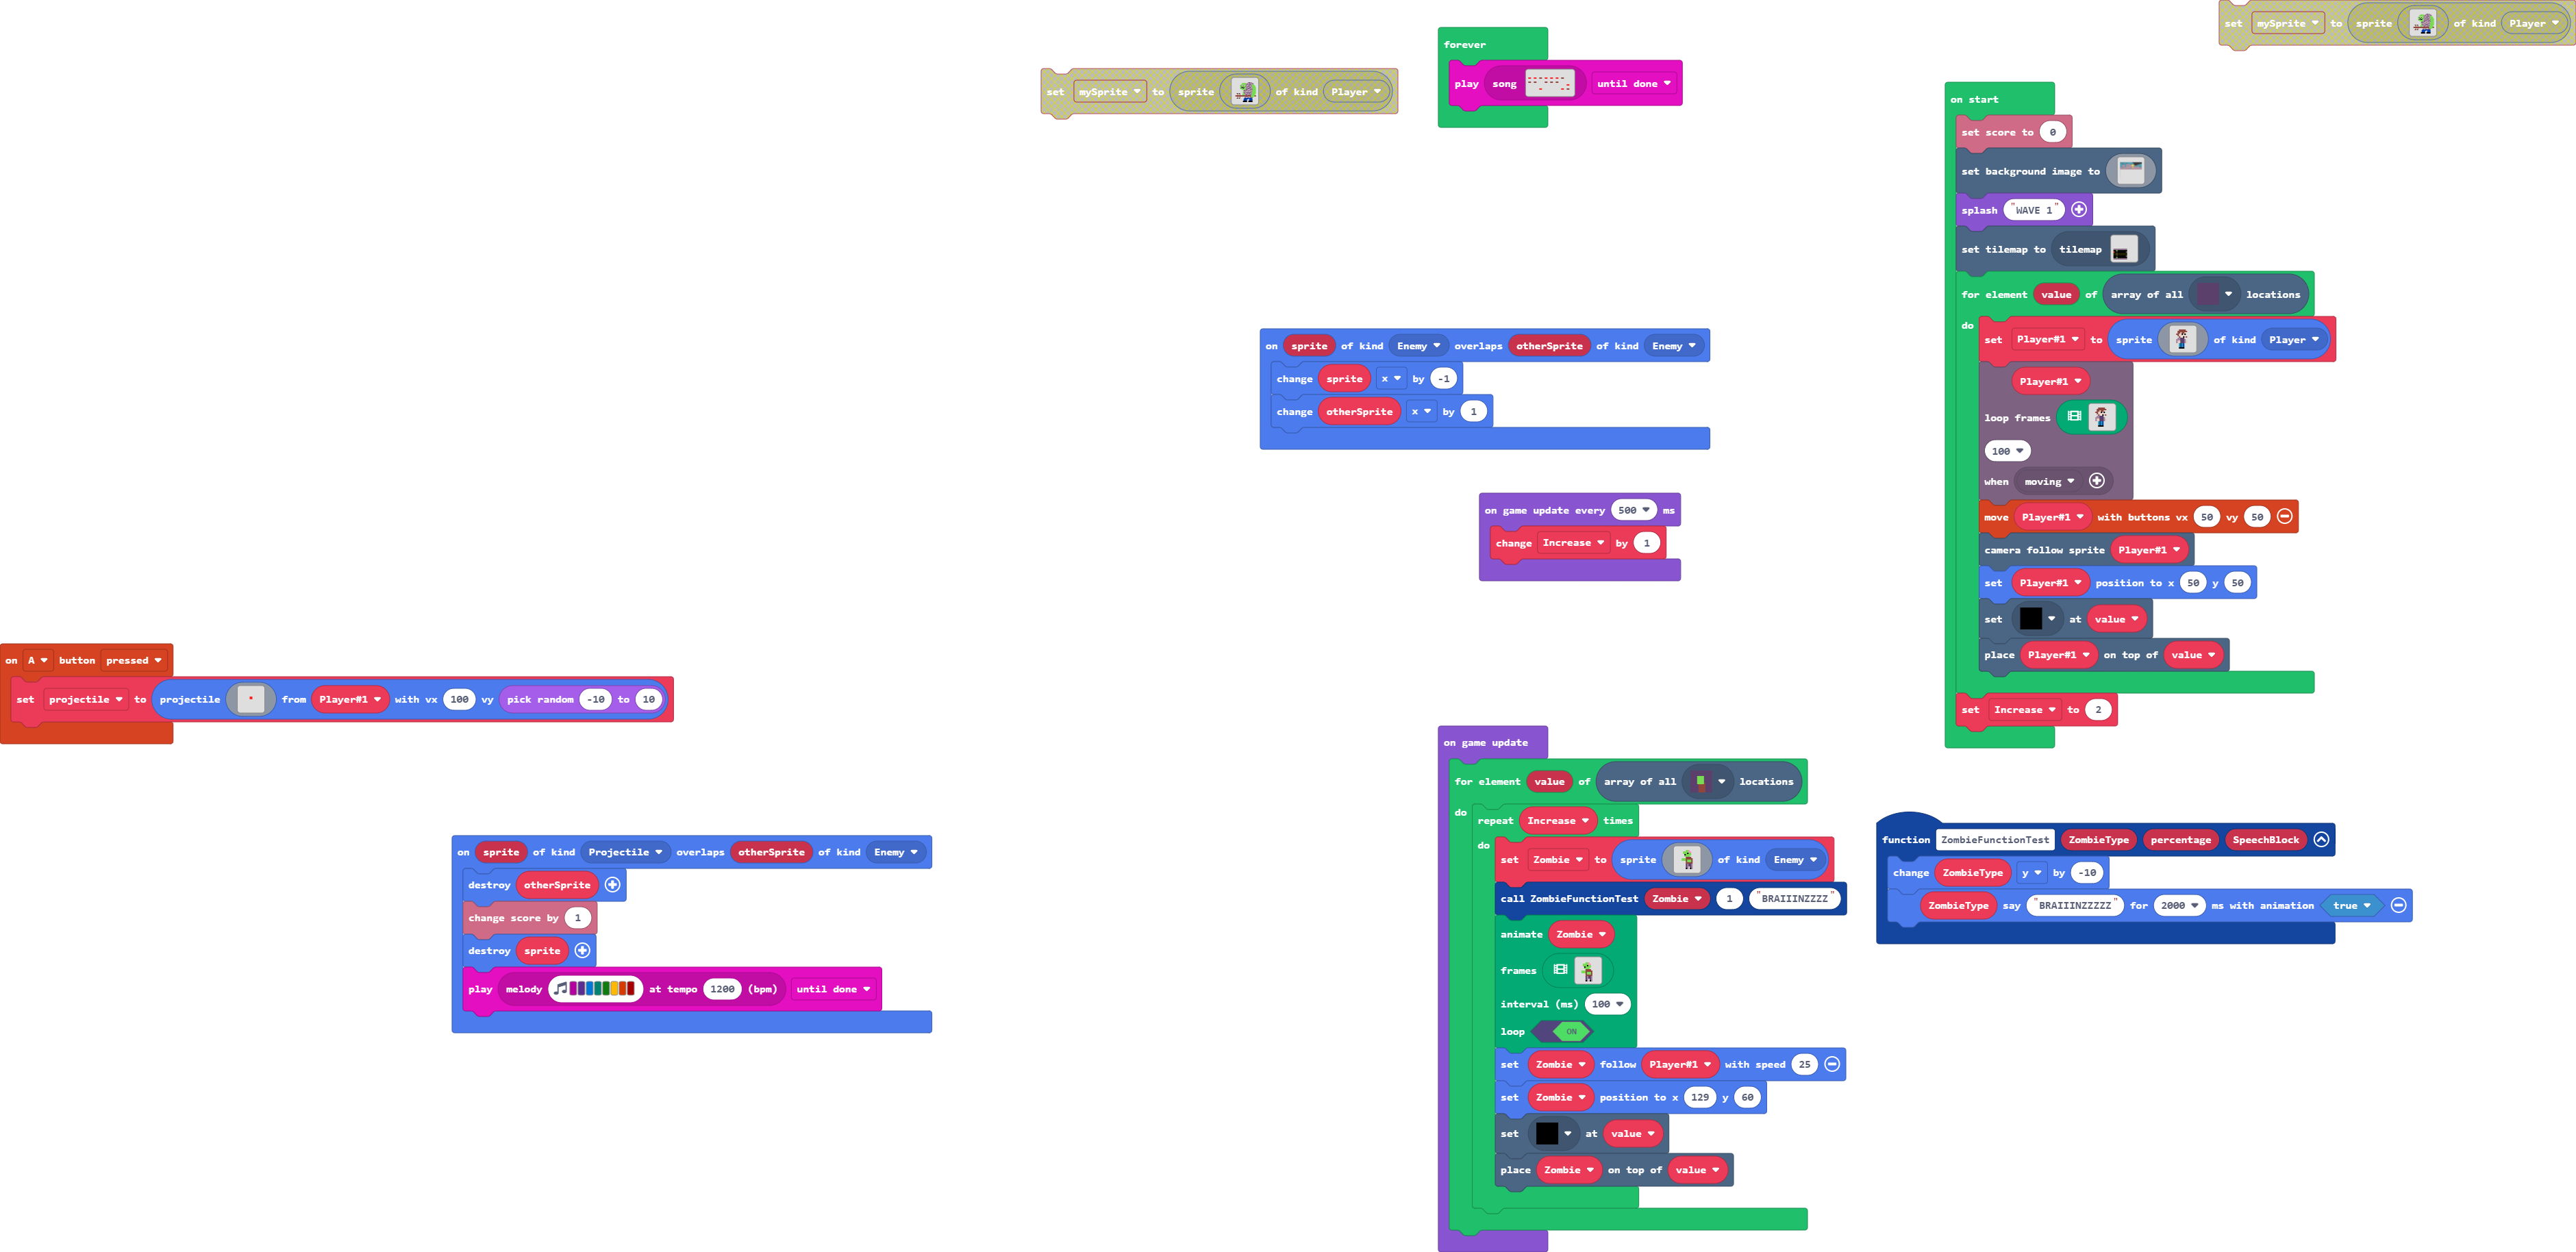 set mySprite to sprite of kind Player
forever
play song until done
set mySprite to sprite of kind Player
on start
set score to 0
set background image to
splash "WAVE 1"
set tilemap to tilemap
for element value of array of all locations
do
set Player#1 to sprite of kind Player
Player#1
loop frames
100
when moving
move Player#1 with buttons vx 50 vy 50
camera follow sprite Player#1
set Player#1 position to x 50 y 50
set at value
place Player#1 on top of value
set Increase to 2
on sprite of kind Enemy overlaps otherSprite of kind Enemy
change sprite x by -1
change otherSprite x by 1
on game update every 500 ms
change Increase by 1
on A button pressed
set projectile to projectile from Player#1 with vx 100 vy pick random -10 to 10
on sprite of kind Projectile overlaps otherSprite of kind Enemy
destroy otherSprite
change score by 1
destroy sprite
play melody at tempo 1200 (bpm) until done
on game update
for element value of array of all locations
do
repeat Increase times
do
set Zombie to sprite of kind Enemy
call ZombieFunctionTest Zombie 1 "BRAIIINZZZZ"
animate Zombie
frames
interval (ms) 100
loop ON
set Zombie follow Player#1 with speed 25
set Zombie position to x 129 y 60
set at value
place Zombie on top of value
function ZombieFunctionTest ZombieType percentage SpeechBlock
change ZombieType y by -10
ZombieType say "BRAIIINZZZZZ" for 2000 ms with animation true